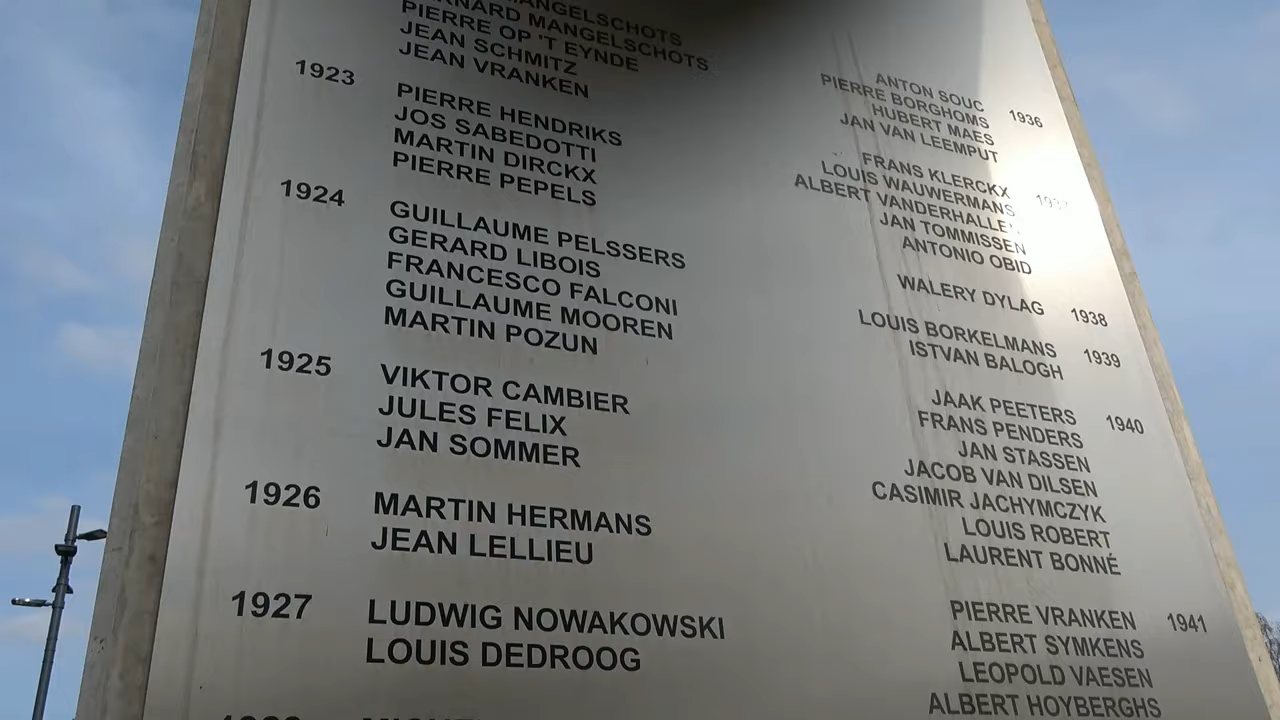 MANGELSCHOTS
BERNARD MANGELSCHOTS
PIERRE OP 'T EYNDE
JEAN SCHMITZ
JEAN VRANKEN
1923
PIERRE HENDRIKS
JOS SABEDOTTI
MARTIN DIRCKX
PIERRE PEPELS
1924
GUILLAUME PELSSERS
GERARD LIBOIS
FRANCESCO FALCONI
GUILLAUME MOOREN
MARTIN POZUN
1925
VIKTOR CAMBIER
JULES FELIX
JAN SOMMER
1926
MARTIN HERMANS
JEAN LELLIEU
1927
LUDWIG NOWAKOWSKI
LOUIS DEDROOG
ANTON SOUC
PIERRE BORGHOMS 1936
HUBERT MAES
JAN VAN LEEMPUT
FRANS KLERCKX
LOUIS WAUWERMANS 1937
ALBERT VANDERHALLEN
JAN TOMMISSEN
ANTONIO OBID
WALERY DYLAG 1938
LOUIS BORKELMANS 1939
ISTVAN BALOGH
JAAK PEETERS 1940
FRANS PENDERS
JAN STASSEN
JACOB VAN DILSEN
CASIMIR JACHYMCZYK
LOUIS ROBERT
LAURENT BONNÉ
PIERRE VRANKEN 1941
ALBERT SYMKENS
LEOPOLD VAESEN
ALBERT HOYBERGHS